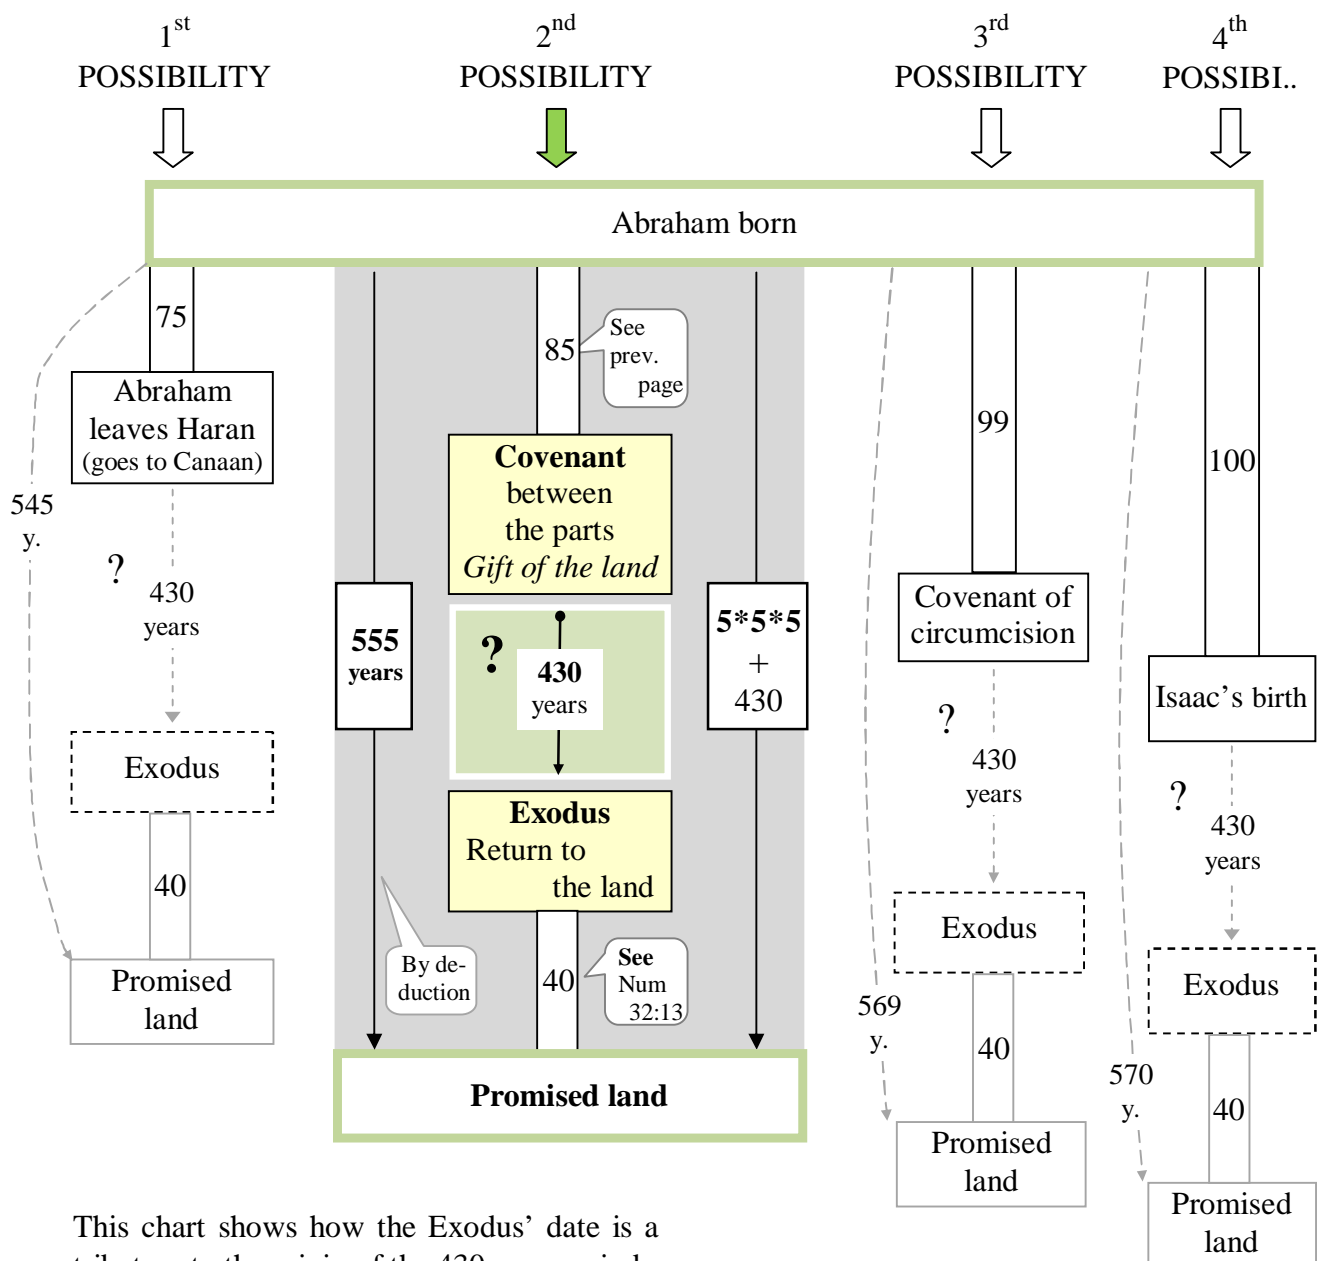 1st
POSSIBILITY
2nd
POSSIBILITY
3rd
POSSIBILITY
4th
POSSIBI..
Abraham born
75
Abraham
leaves Haran
(goes to Canaan)
545
y.
?
430
years
Exodus
40
Promised
land
85
See
prev.
page
Covenant
between
the parts
Gift of the land
555
years
?
430
years
5*5*5
+
430
Exodus
Return to
the land
By de-
duction
40
See
Num
32:13
Promised land
99
Covenant of
circumcision
?
430
years
Exodus
569
y.
40
Promised
land
100
Isaac’s birth
?
430
years
Exodus
570
y.
40
Promised
land
This chart shows how the Exodus’ date is a